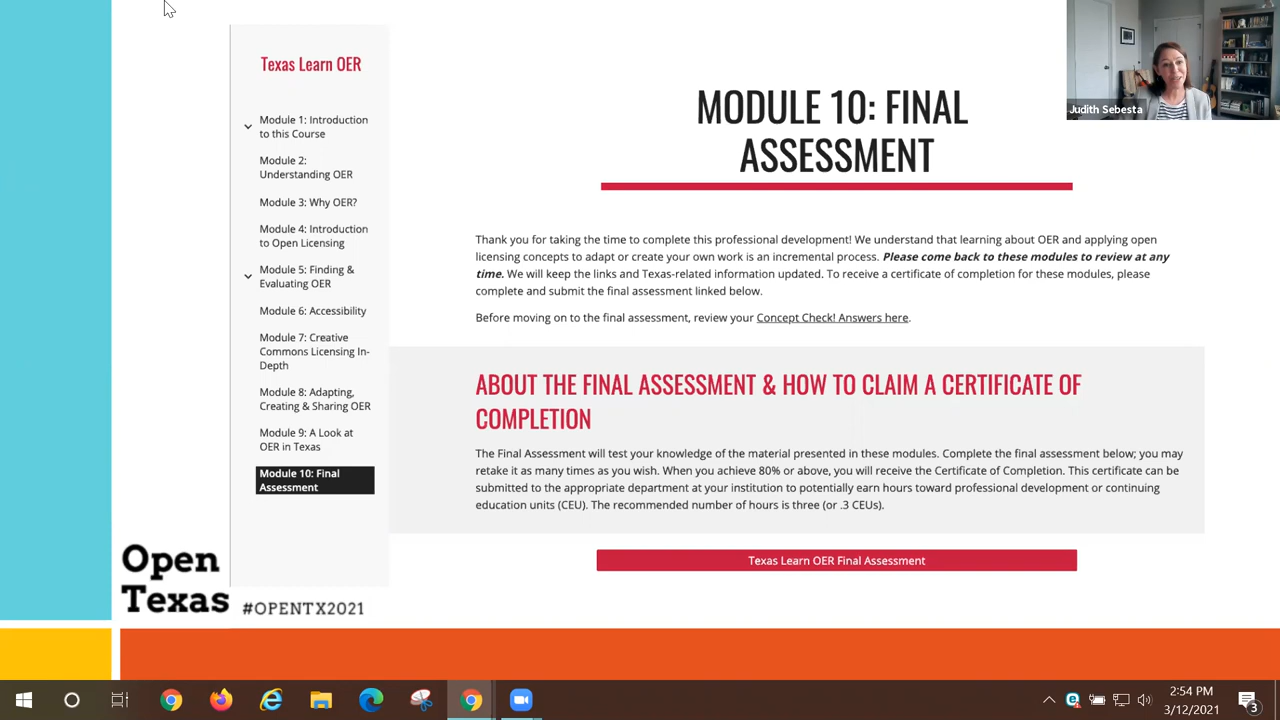 Texas Learn OER
Module 1: Introduction
to this Course
Module 2:
Understanding OER
Module 3: Why OER?
Module 4: Introduction
to Open Licensing
Module 5: Finding &
Evaluating OER
Module 6: Accessibility
Module 7: Creative
Commons Licensing In-
Depth
Module 8: Adapting,
Creating & Sharing OER
Module 9: A Look at
OER in Texas
Module 10: Final
Assessment
MODULE 10: FINAL
ASSESSMENT
Thank you for taking the time to complete this professional development! We understand that learning about OER and applying open
licensing concepts to adapt or create your own work is an incremental process. Please come back to these modules to review at any
time. We will keep the links and Texas-related information updated. To receive a certificate of completion for these modules, please
complete and submit the final assessment linked below.
Before moving on to the final assessment, review your Concept Check! Answers here.
ABOUT THE FINAL ASSESSMENT & HOW TO CLAIM A CERTIFICATE OF
COMPLETION
The Final Assessment will test your knowledge of the material presented in these modules. Complete the final assessment below; you may
retake it as many times as you wish. When you achieve 80% or above, you will receive the Certificate of Completion. This certificate can be
submitted to the appropriate department at your institution to potentially earn hours toward professional development or continuing
education units (CEU). The recommended number of hours is three (or .3 CEUs).
Texas Learn OER Final Assessment
Judith Sebesta
Open
Texas
#OPENTX2021
2:54 PM
3/12/2021
3